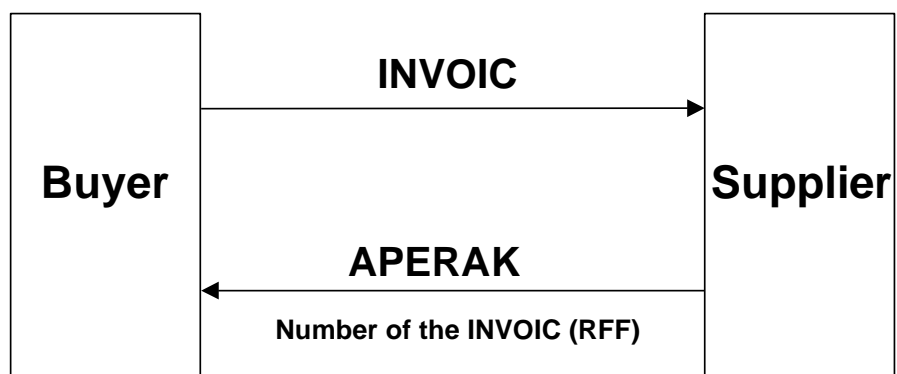 INVOIC
Buyer
Supplier
APERAK
Number of the INVOIC (RFF)